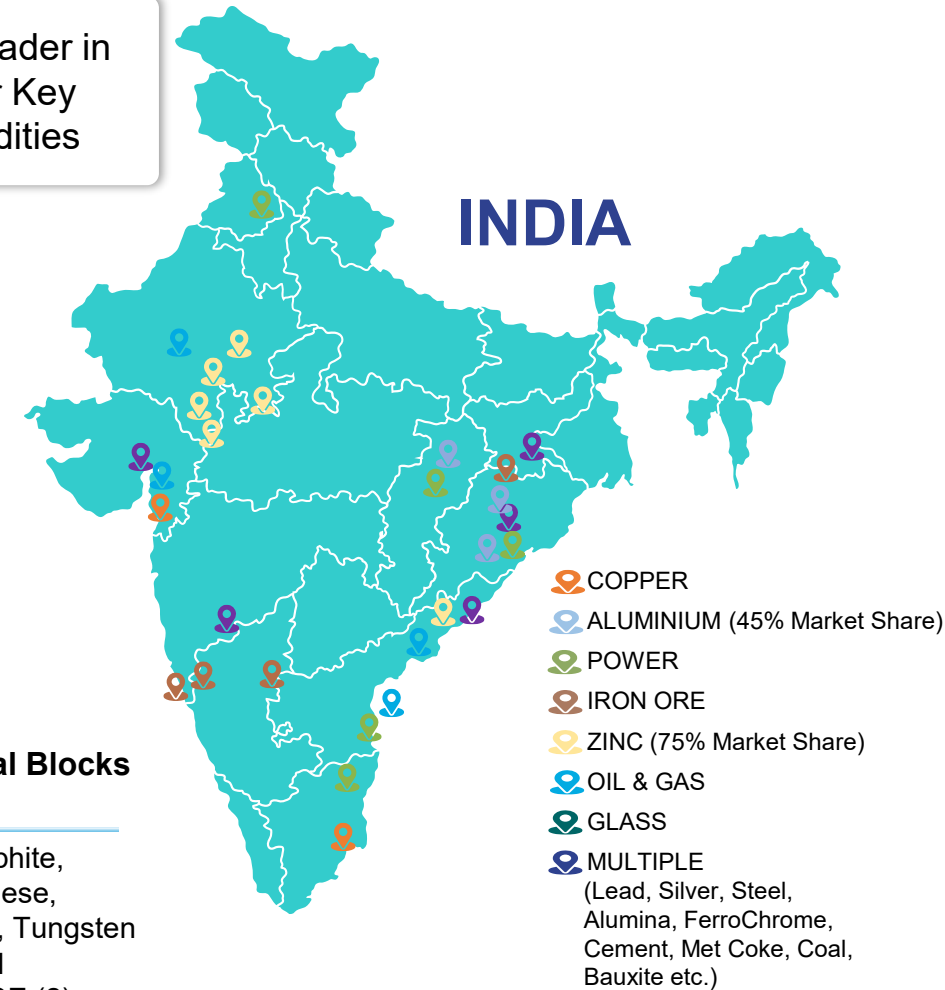 ader in
Key
dities
INDIA
COPPER
ALUMINIUM (45% Market Share)
POWER
IRON ORE
ZINC (75% Market Share)
OIL & GAS
GLASS
MULTIPLE
(Lead, Silver, Steel,
Alumina, FerroChrome,
Cement, Met Coke, Coal,
Bauxite etc.)
al Blocks
phite,
ese,
, Tungsten